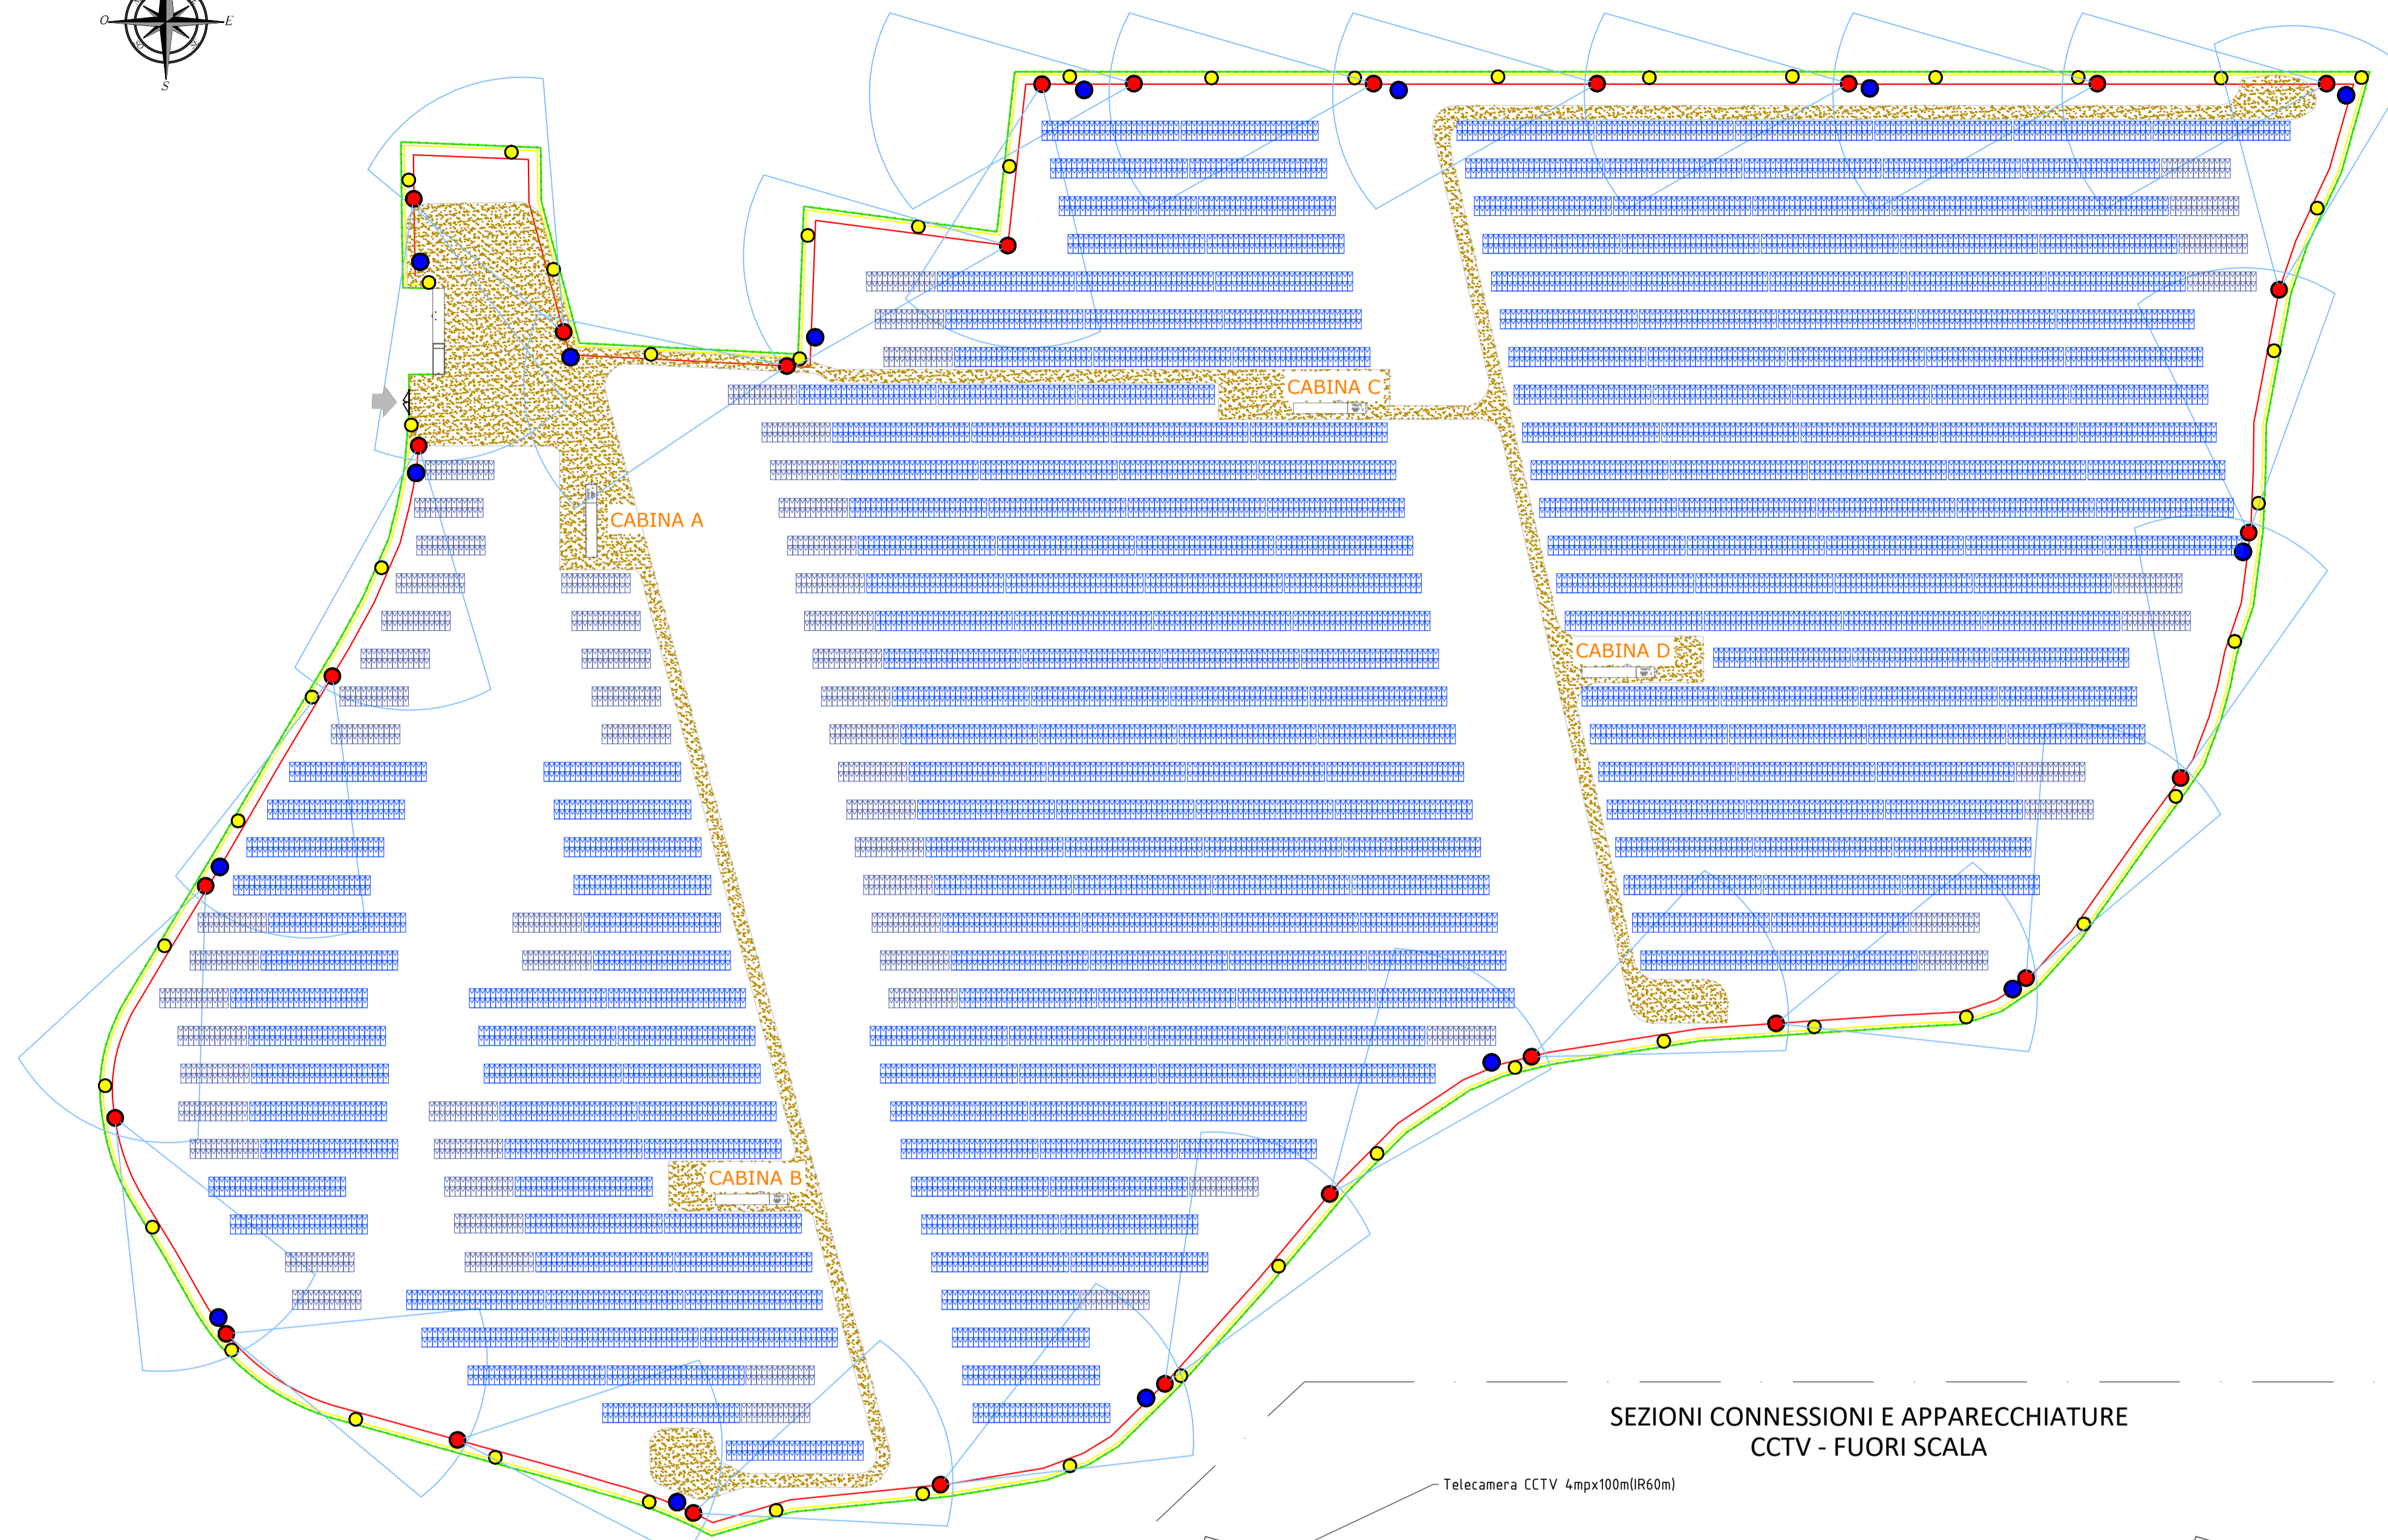 O
E
S
CABINA C
CABINA A
CABINA D
CABINA B
SEZIONI CONNESSIONI E APPARECCHIATURE
CCTV - FUORI SCALA
Telecamera CCTV 4mpx100m(IR60m)